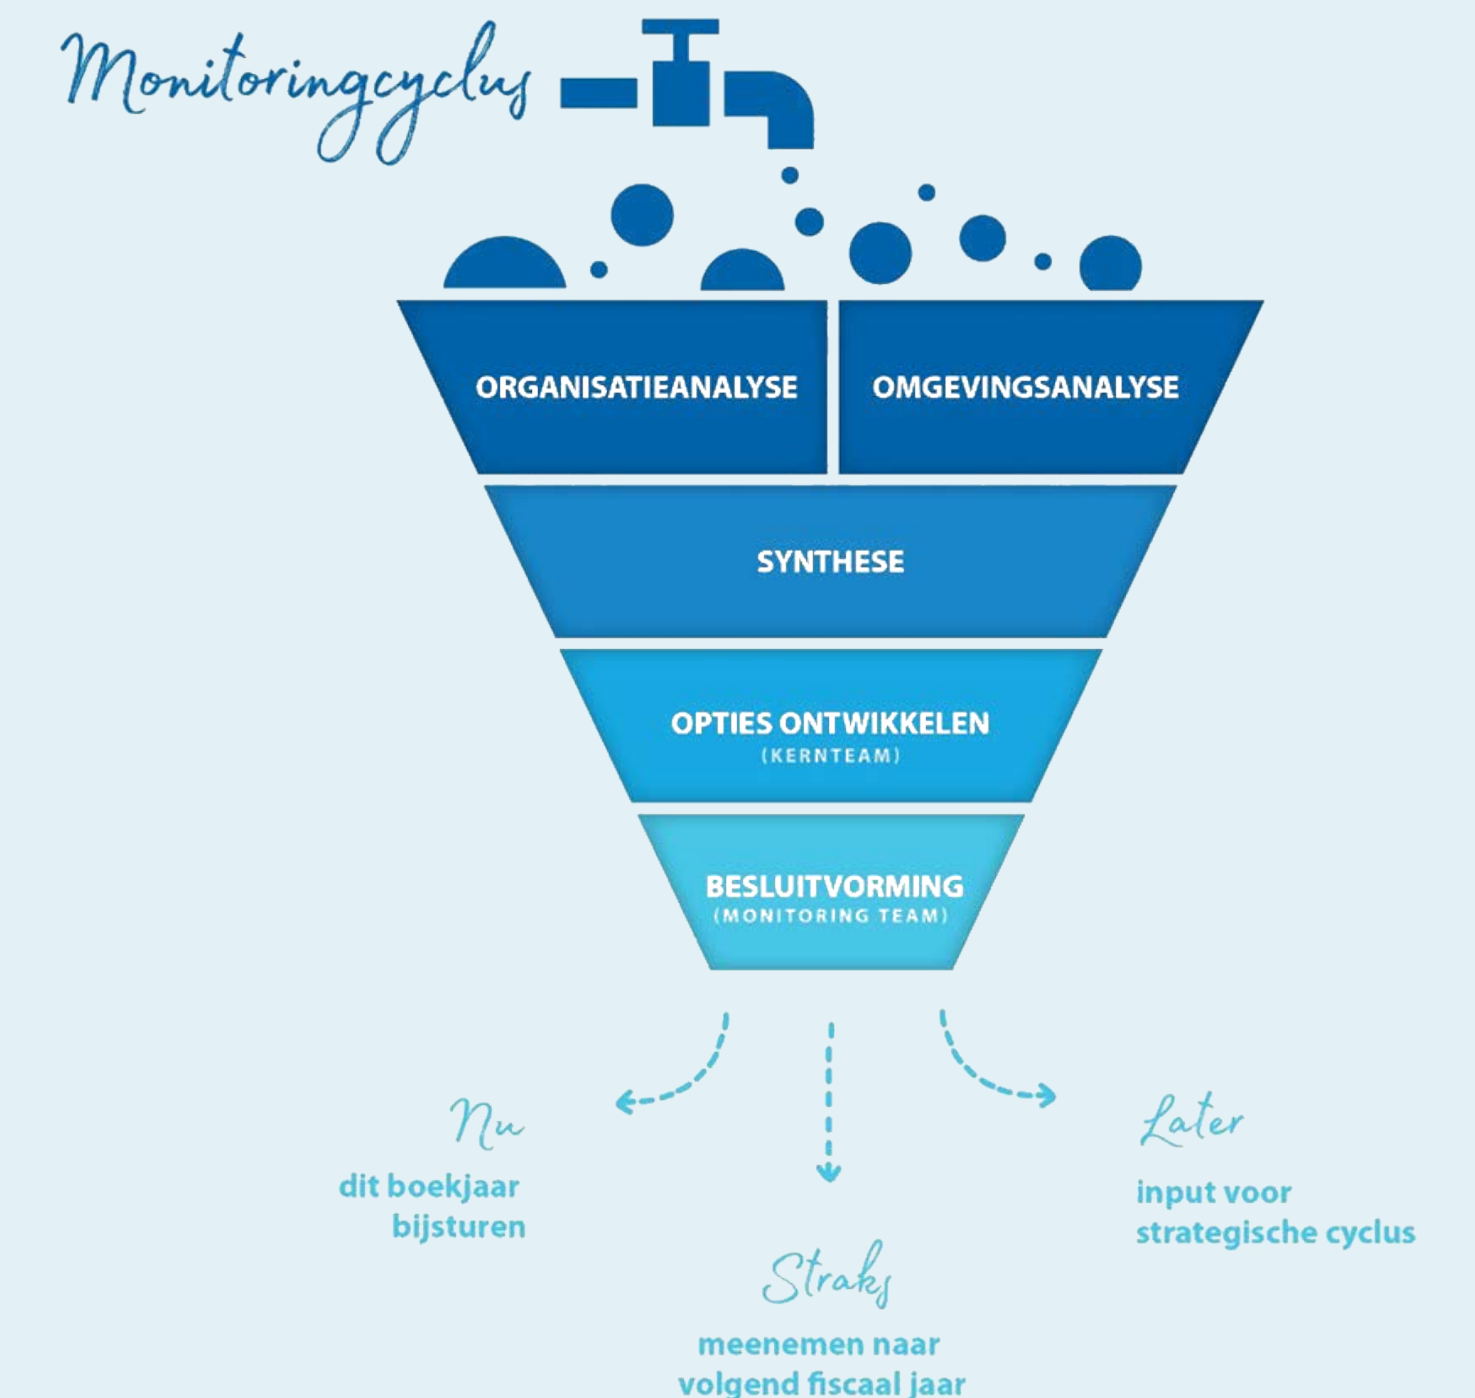 Monitoringcyclus
ORGANISATIEANALYSE
OMGEVINGSANALYSE
SYNTHESE
OPTIES ONTWIKKELEN
(KERNTEAM)
BESLUITVORMING
(MONITORING TEAM)
Nu
dit boekjaar
bijsturen
Straks
meenemen naar
volgend fiscaal jaar
Later
input voor
strategische cyclus